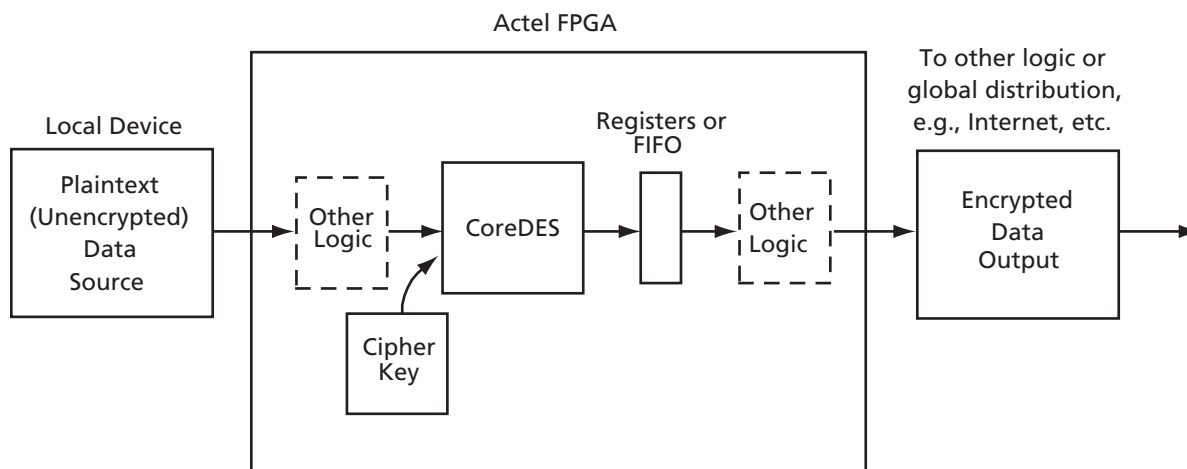 Actel FPGA
To other logic or
global distribution,
e.g., Internet, etc.
Local Device
Registers or
FIFO
Plaintext
(Unencrypted)
Data
Source
Other
Logic
CoreDES
Other
Logic
Encrypted
Data
Output
Cipher
Key